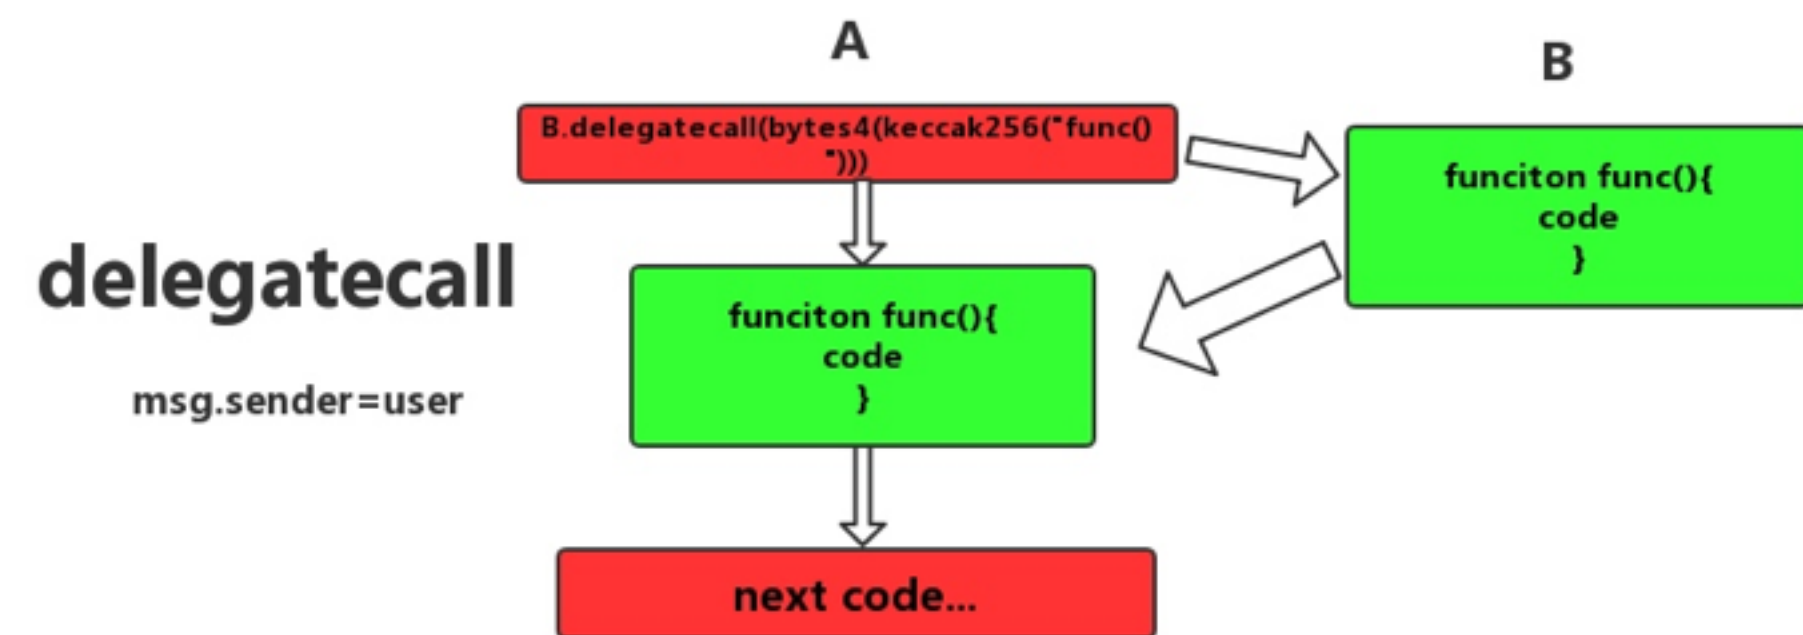 A
B
B.delegatecall(bytes4(keccak256("func()
")))
funciton func(){
code
}
delegatecall
funciton func(){
code
}
msg.sender=user
next code...